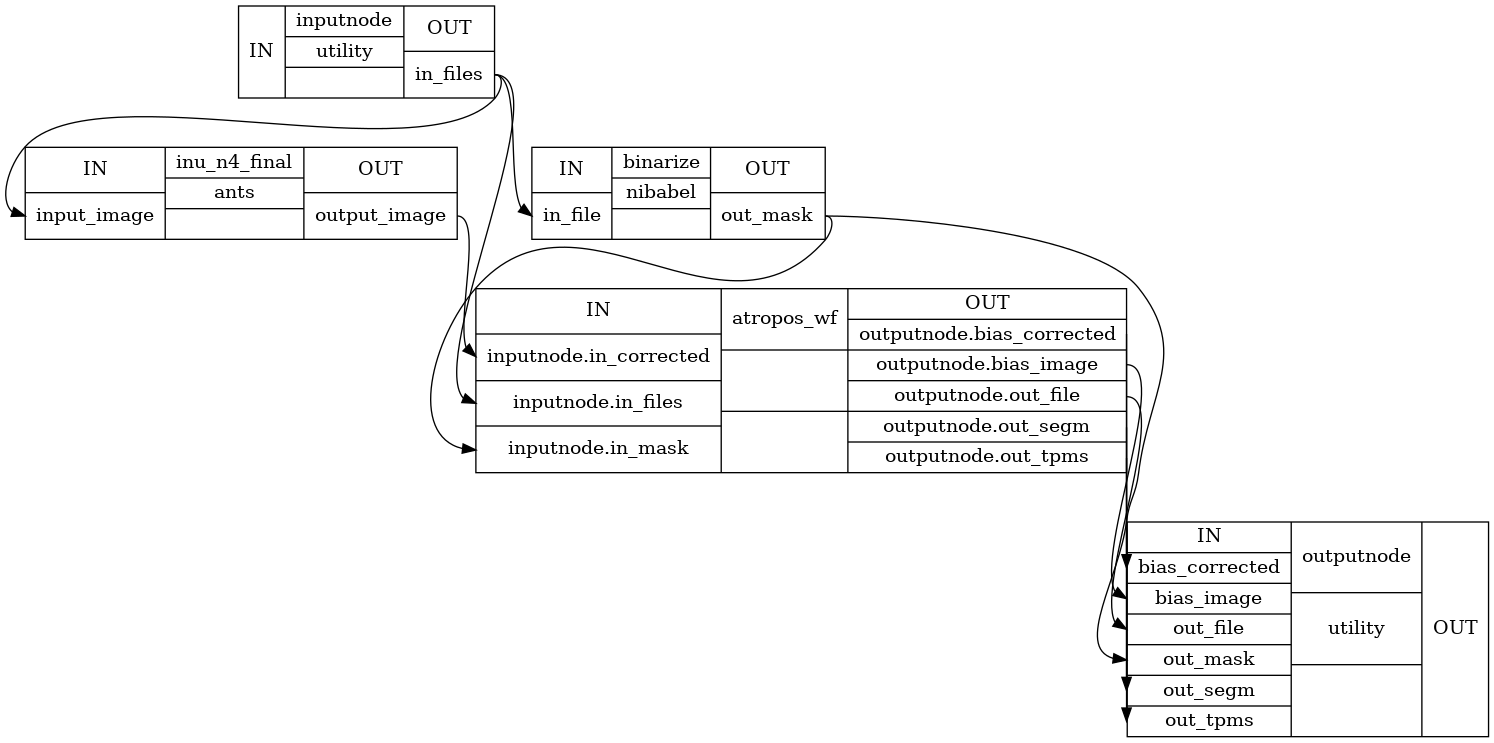 IN
inputnode
utility
OUT
in_files
IN
input_image
inu_n4_final
ants
OUT
output_image
IN
in_file
binarize
nibabel
OUT
out_mask
IN
inputnode.in_corrected
inputnode.in_files
inputnode.in_mask
atropos_wf
OUT
outputnode.bias_corrected
outputnode.bias_image
outputnode.out_file
outputnode.out_segm
outputnode.out_tpms
IN
bias_corrected
bias_image
out_file
out_mask
out_segm
out_tpms
outputnode
utility
OUT